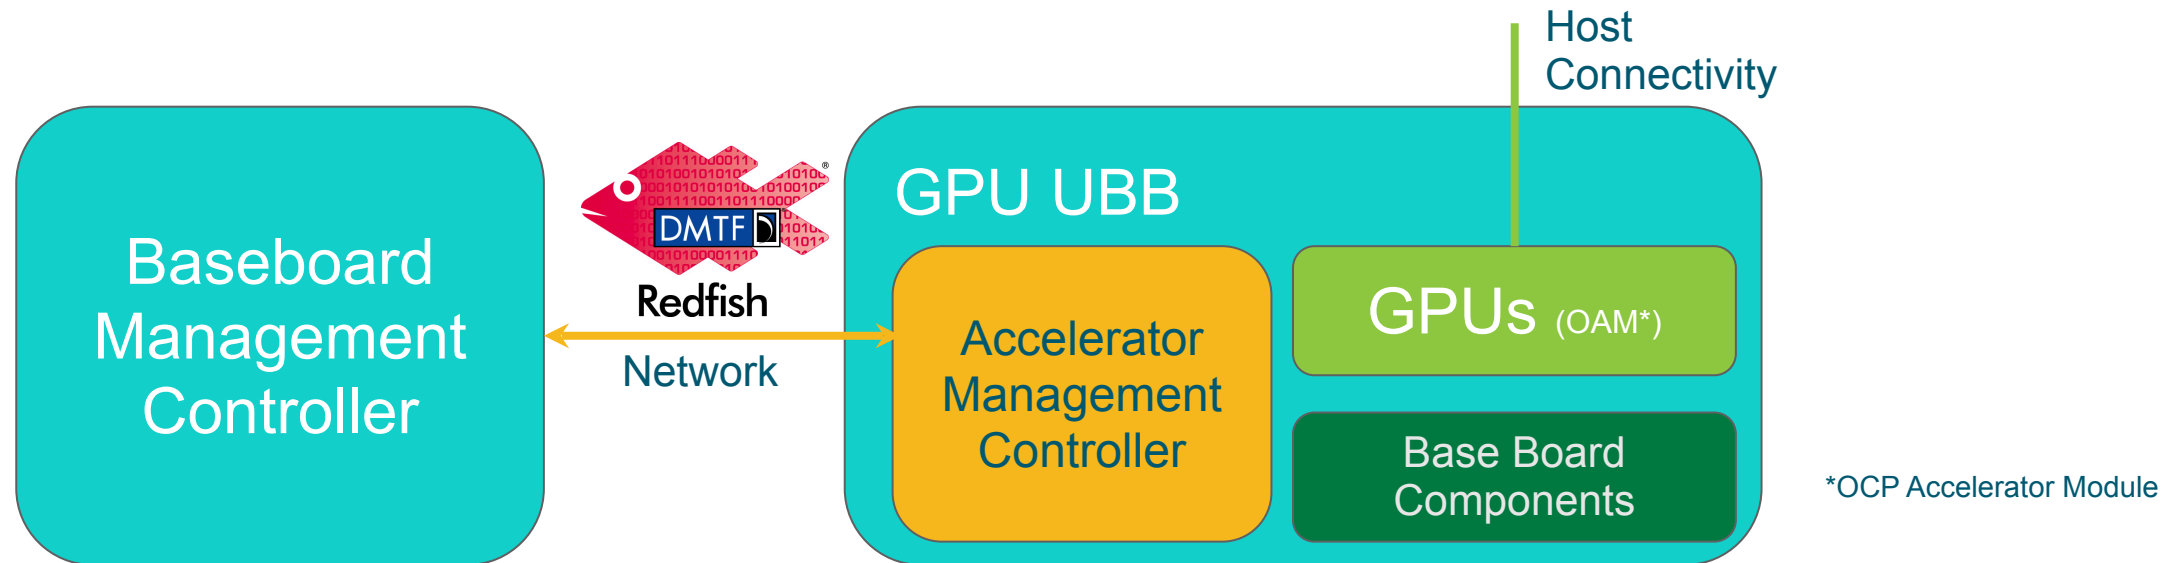 Host
Connectivity
Baseboard
Management
Controller
DMTF
®
Redfish
Network
GPU UBB
Accelerator
Management
Controller
GPUs (OAM*)
Base Board
Components
*OCP Accelerator Module